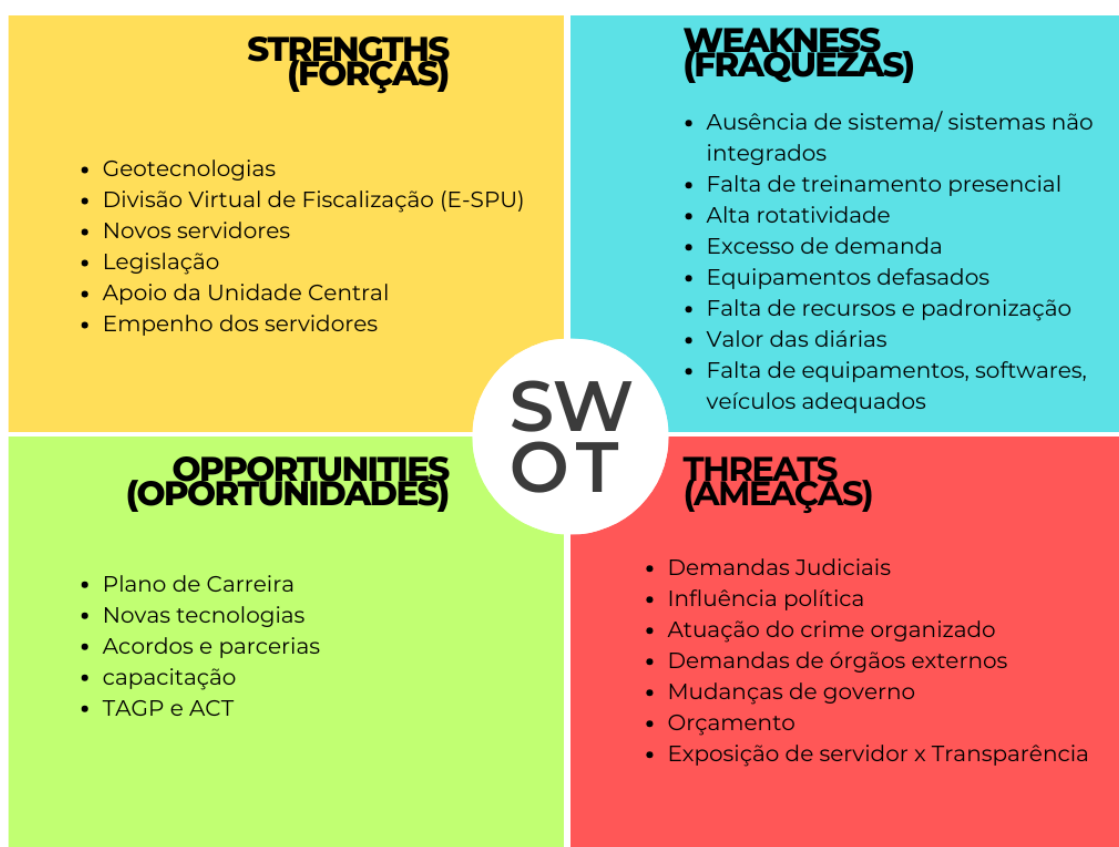 STRENGTHS
(FORÇAS)
• Geotecnologias
• Divisão Virtual de Fiscalização (E-SPU)
• Novos servidores
• Legislação
• Apoio da Unidade Central
• Empenho dos servidores
WEAKNESS
(FRAQUEZAS)
• Ausência de sistema/ sistemas não
integrados
• Falta de treinamento presencial
• Alta rotatividade
• Excesso de demanda
• Equipamentos defasados
• Falta de recursos e padronização
• Valor das diárias
• Falta de equipamentos, softwares,
veículos adequados
SW
OT
OPPORTUNITIES
(OPORTUNIDADES)
• Plano de Carreira
• Novas tecnologias
• Acordos e parcerias
• capacitação
• TAGP e ACT
THREATS
(AMEAÇAS)
• Demandas Judiciais
• Influência política
• Atuação do crime organizado
• Demandas de órgãos externos
• Mudanças de governo
• Orçamento
• Exposição de servidor x Transparência